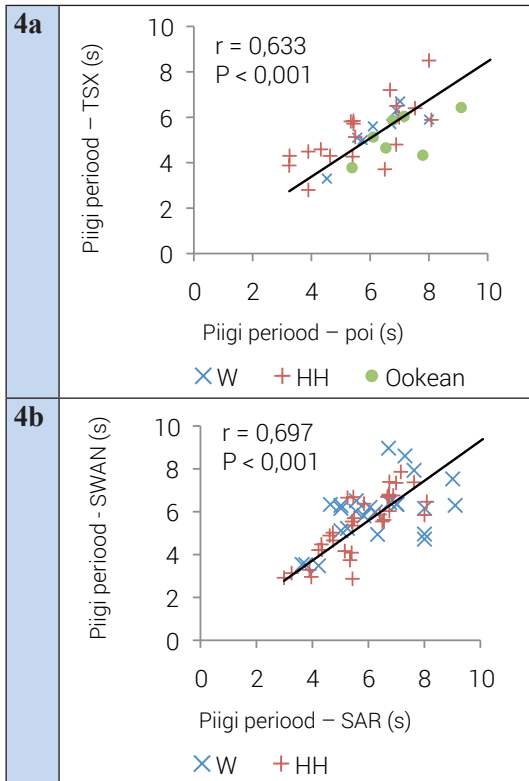 4a
r = 0,633
P < 0,001
Piigi periood – TSX (s)
10
8
6
4
2
0
0 2 4 6 8 10
Piigi periood – poi (s)
W HH Ookean
4b
r = 0,697
P < 0,001
Piigi periood - SWAN (s)
10
8
6
4
2
0
0 2 4 6 8 10
Piigi periood – SAR (s)
W HH